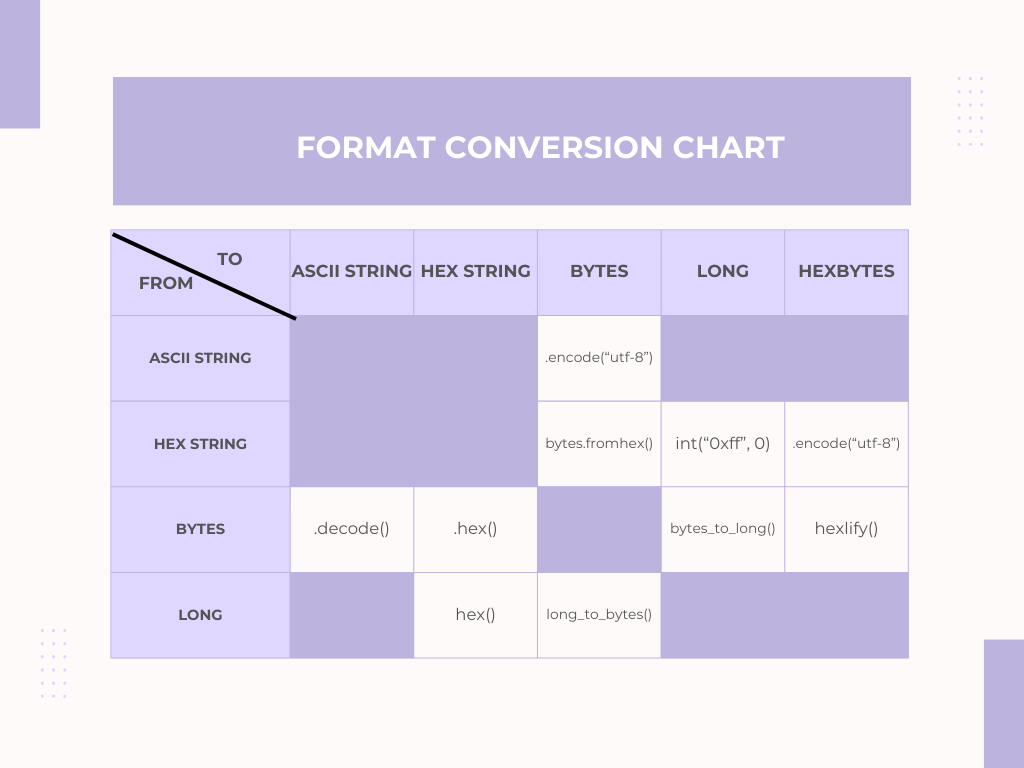 FORMAT CONVERSION CHART
TO
FROM
ASCII STRING HEX STRING BYTES LONG HEXBYTES
ASCII STRING .encode(“utf-8”)
HEX STRING bytes.fromhex() int(“0xff”, 0) .encode(“utf-8”)
BYTES .decode() .hex() bytes_to_long() hexlify()
LONG hex() long_to_bytes()